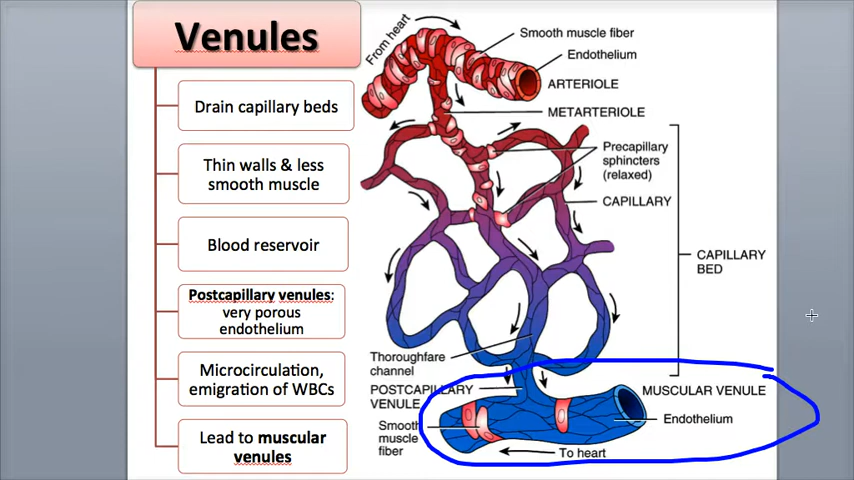 Venules
Drain capillary beds
Thin walls & less
smooth muscle
Blood reservoir
Postcapillary venules:
very porous
endothelium
Microcirculation,
emigration of WBCs
Lead to muscular
venules
From heart
Smooth muscle fiber
Endothelium
ARTERIOLE
METARTERIOLE
Precapillary
sphincters
(relaxed)
CAPILLARY
CAPILLARY
BED
Thoroughfare
channel
POSTCAPILLARY
VENULE
MUSCULAR VENULE
Endothelium
Smooth
muscle
fiber
To heart